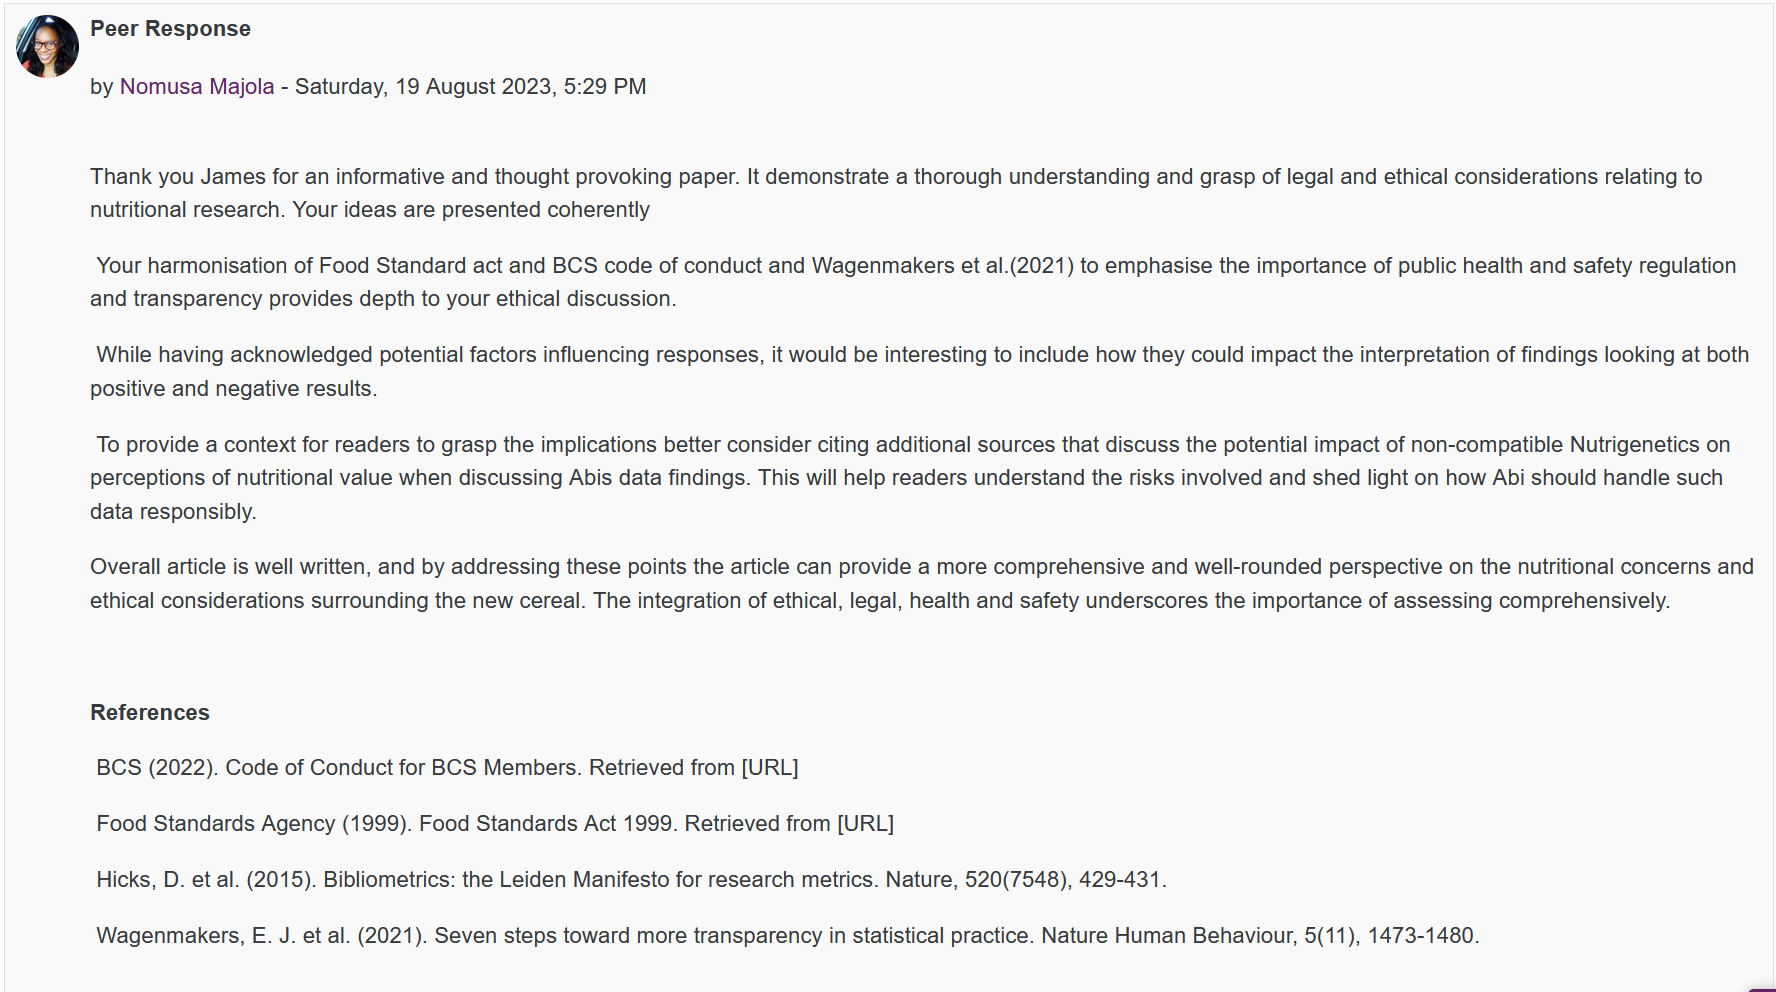 Peer Response
by Nomusa Majola - Saturday, 19 August 2023, 5:29 PM
Thank you James for an informative and thought provoking paper. It demonstrate a thorough understanding and grasp of legal and ethical considerations relating to
nutritional research. Your ideas are presented coherently
Your harmonisation of Food Standard act and BCS code of conduct and Wagenmakers et al.(2021) to emphasise the importance of public health and safety regulation
and transparency provides depth to your ethical discussion.
While having acknowledged potential factors influencing responses, it would be interesting to include how they could impact the interpretation of findings looking at both
positive and negative results.
To provide a context for readers to grasp the implications better consider citing additional sources that discuss the potential impact of non-compatible Nutrigenetics on
perceptions of nutritional value when discussing Abis data findings. This will help readers understand the risks involved and shed light on how Abi should handle such
data responsibly.
Overall article is well written, and by addressing these points the article can provide a more comprehensive and well-rounded perspective on the nutritional concerns and
ethical considerations surrounding the new cereal. The integration of ethical, legal, health and safety underscores the importance of assessing comprehensively.
References
BCS (2022). Code of Conduct for BCS Members. Retrieved from [URL]
Food Standards Agency (1999). Food Standards Act 1999. Retrieved from [URL]
Hicks, D. et al. (2015). Bibliometrics: the Leiden Manifesto for research metrics. Nature, 520(7548), 429-431.
Wagenmakers, E. J. et al. (2021). Seven steps toward more transparency in statistical practice. Nature Human Behaviour, 5(11), 1473-1480.